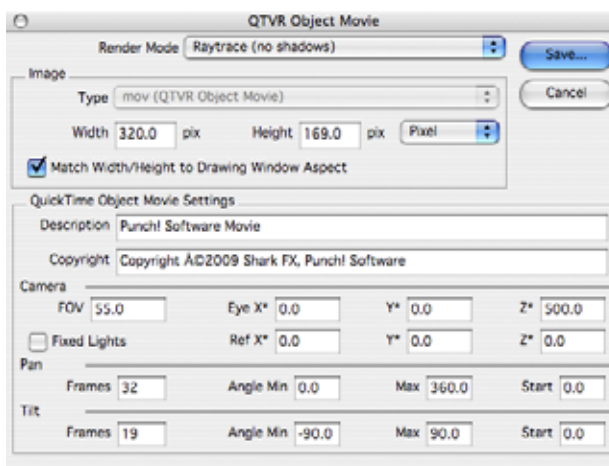 QTVR Object Movie
Render Mode Raytrace (no shadows) Save...
Image
Type mov (QTVR Object Movie) Cancel
Width 320.0 pix Height 169.0 pix Pixel
Match Width/Height to Drawing Window Aspect
QuickTime Object Movie Settings
Description Punch! Software Movie
Copyright Copyright Â©2009 Shark FX, Punch! Software
Camera
FOV 55.0 Eye X* 0.0 Y* 0.0 Z* 500.0
Fixed Lights Ref X* 0.0 Y* 0.0 Z* 0.0
Pan
Frames 32 Angle Min 0.0 Max 360.0 Start 0.0
Tilt
Frames 19 Angle Min -90.0 Max 90.0 Start 0.0